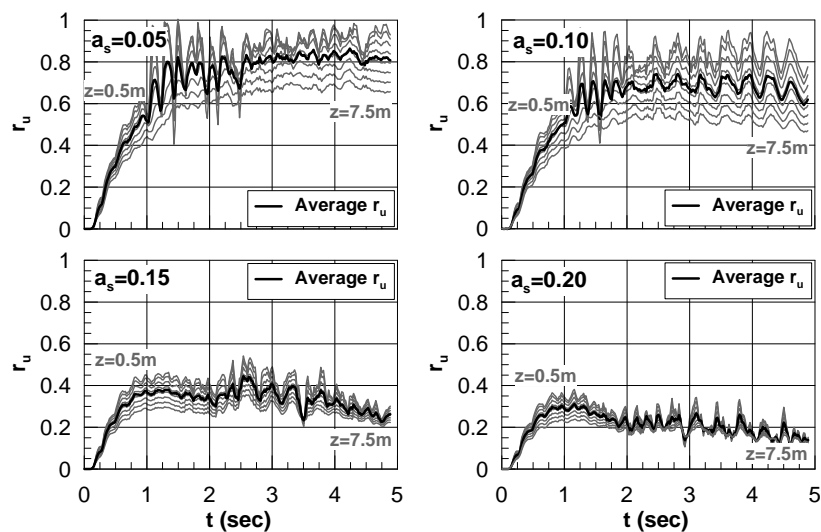 1
0.8
0.6
0.4
0.2
0
r_u
a_s=0.05
z=0.5m
z=7.5m
Average r_u
1
0.8
0.6
0.4
0.2
0
r_u
a_s=0.10
z=0.5m
z=7.5m
Average r_u
1
0.8
0.6
0.4
0.2
0
r_u
a_s=0.15
Average r_u
z=0.5m
z=7.5m
0 1 2 3 4 5
t (sec)
1
0.8
0.6
0.4
0.2
0
r_u
a_s=0.20
Average r_u
z=0.5m
z=7.5m
0 1 2 3 4 5
t (sec)